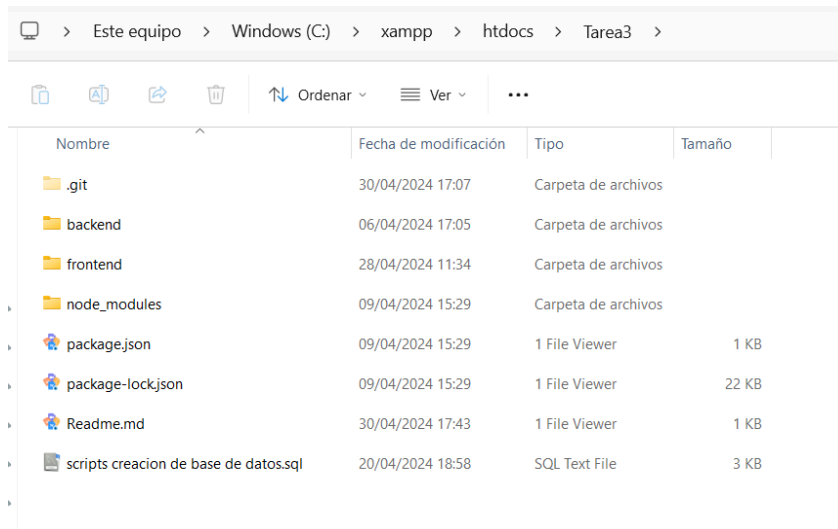 Este equipo > Windows (C:) > xampp > htdocs > Tarea3 >
Ordenar Ver ...
Nombre Fecha de modificación Tipo Tamaño
.git 30/04/2024 17:07 Carpeta de archivos
backend 06/04/2024 17:05 Carpeta de archivos
frontend 28/04/2024 11:34 Carpeta de archivos
node_modules 09/04/2024 15:29 Carpeta de archivos
package.json 09/04/2024 15:29 1 File Viewer 1 KB
package-lock.json 09/04/2024 15:29 1 File Viewer 22 KB
Readme.md 30/04/2024 17:43 1 File Viewer 1 KB
scripts creacion de base de datos.sql 20/04/2024 18:58 SQL Text File 3 KB